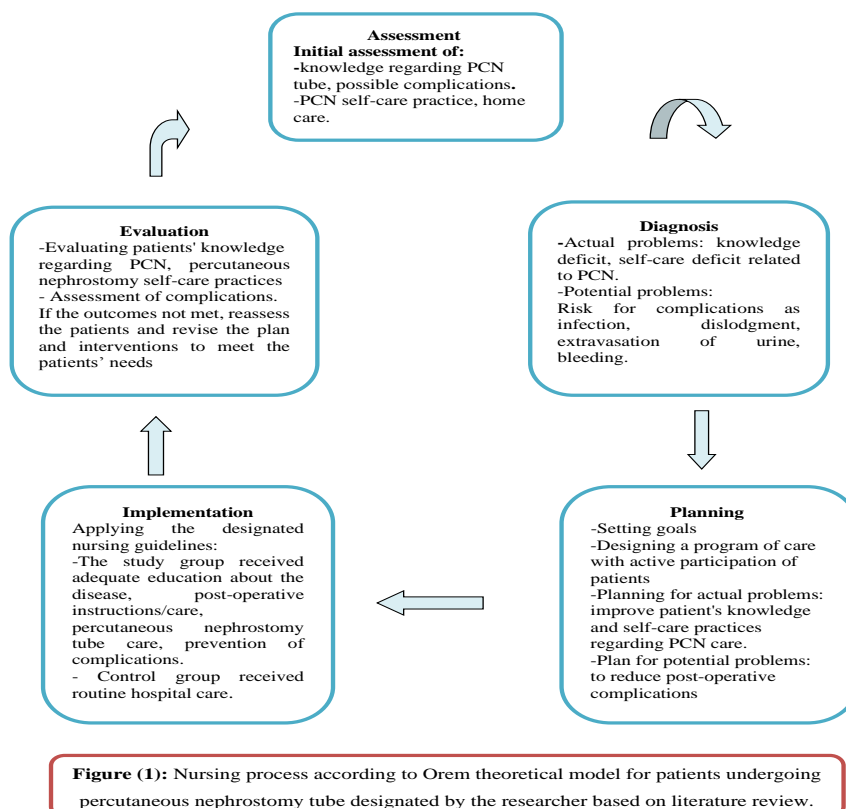 Assessment
Initial assessment of:
-knowledge regarding PCN
tube, possible complications.
-PCN self-care practice, home
care.
Diagnosis
-Actual problems: knowledge
deficit, self-care deficit related
to PCN.
-Potential problems:
Risk for complications as
infection, dislodgment,
extravasation of urine,
bleeding.
Planning
-Setting goals
-Designing a program of care
with active participation of
patients
-Planning for actual problems:
improve patient's knowledge
and self-care practices
regarding PCN care.
-Plan for potential problems:
to reduce post-operative
complications
Implementation
Applying the designated
nursing guidelines:
-The study group received
adequate education about the
disease, post-operative
instructions/care,
percutaneous nephrostomy
tube care, prevention of
complications.
- Control group received
routine hospital care.
Evaluation
-Evaluating patients' knowledge
regarding PCN, percutaneous
nephrostomy self-care practices
- Assessment of complications.
If the outcomes not met, reassess
the patients and revise the plan
and interventions to meet the
patients’ needs
Figure (1): Nursing process according to Orem theoretical model for patients undergoing
percutaneous nephrostomy tube designated by the researcher based on literature review.